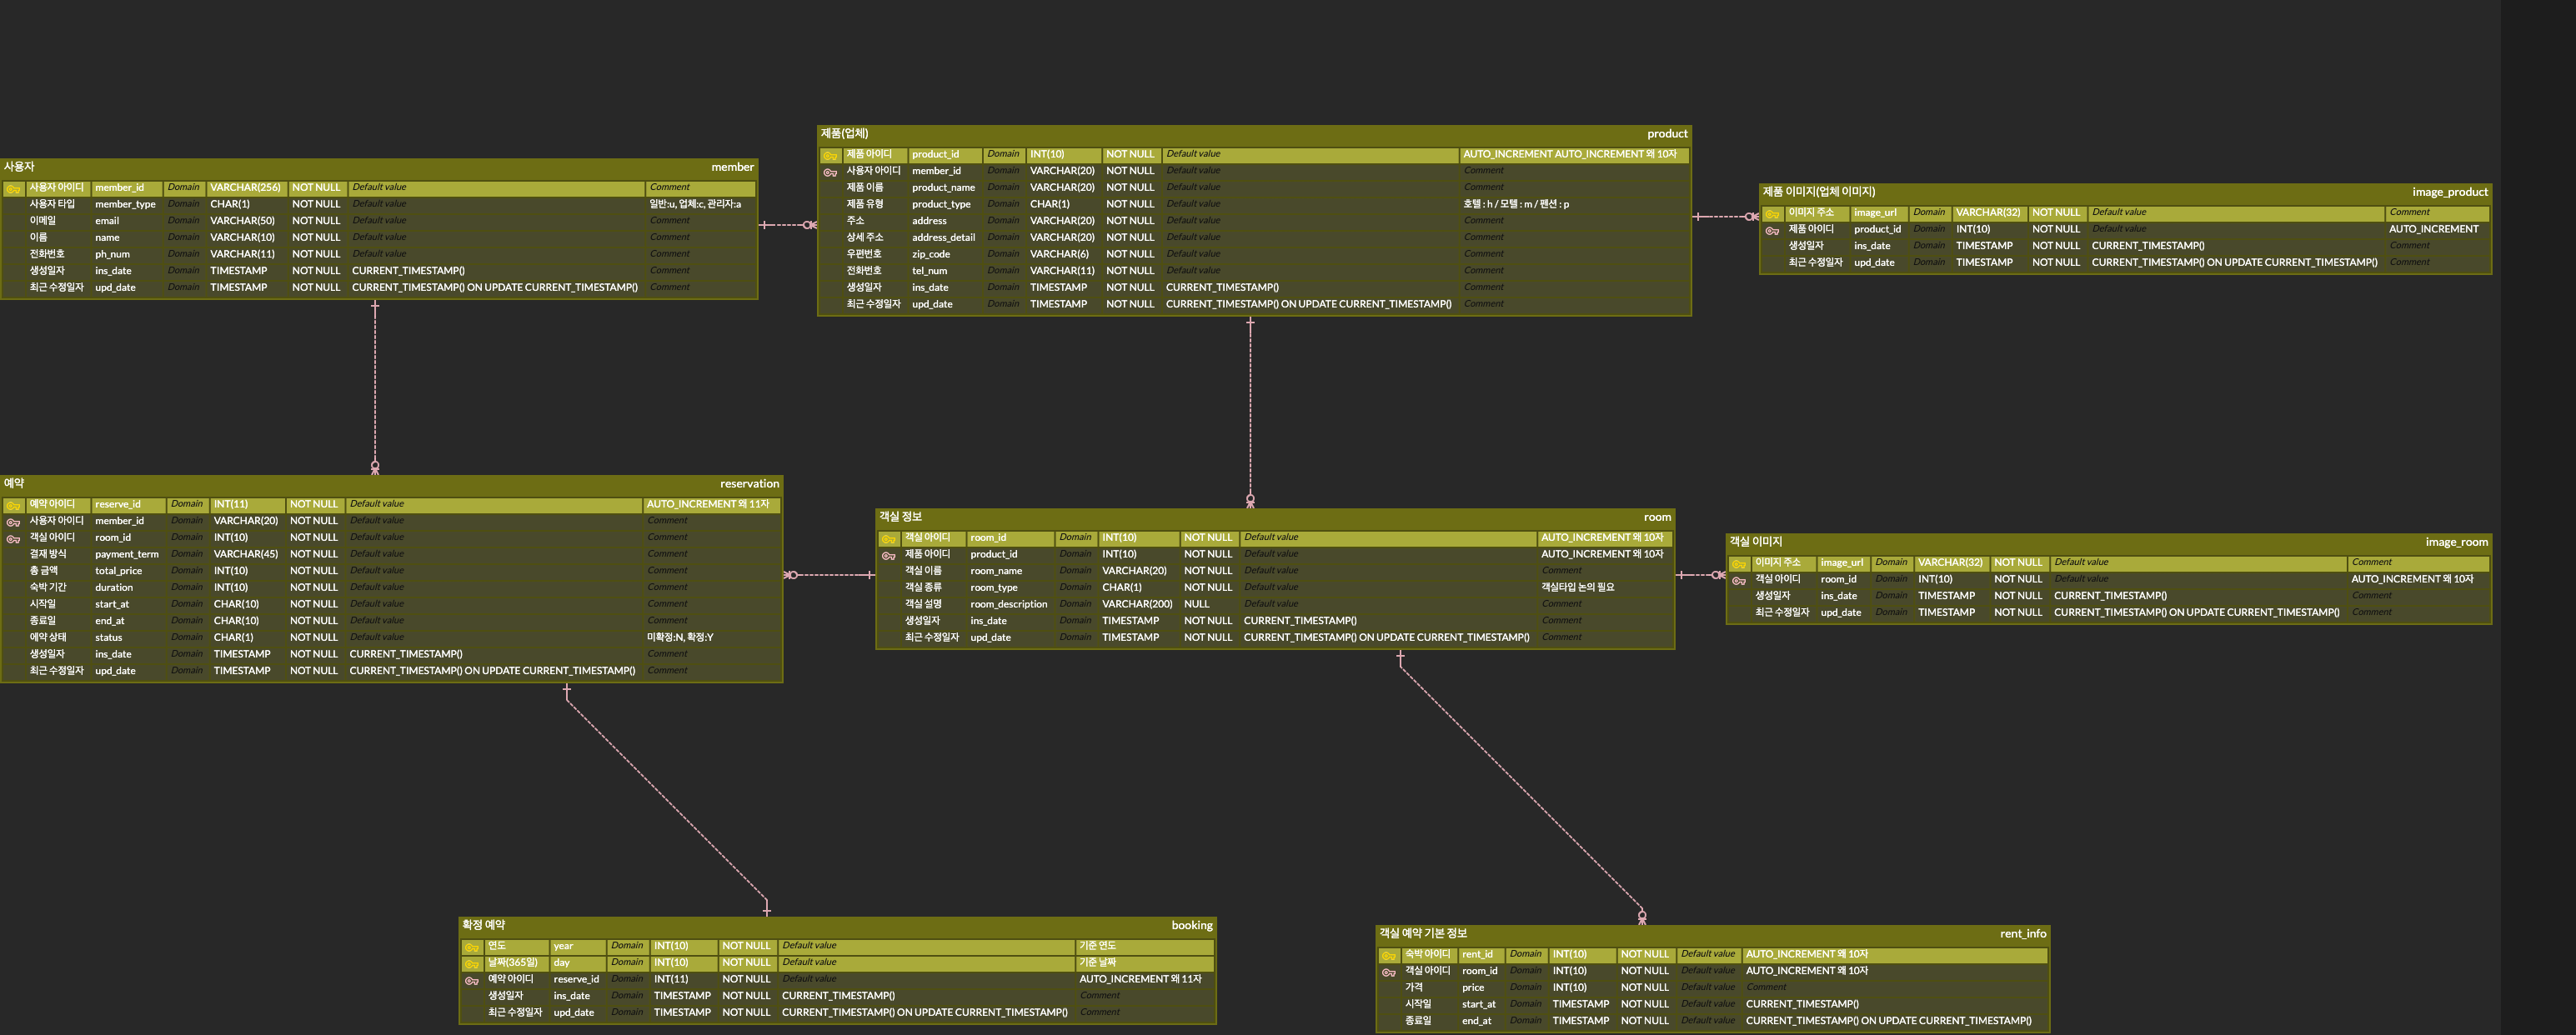 사용자 member
사용자 아이디 member_id Domain VARCHAR(256) NOT NULL Default value Comment
사용자 타입 member_type Domain CHAR(1) NOT NULL Default value 일반:u, 업체:c, 관리자:a
이메일 email Domain VARCHAR(50) NOT NULL Default value Comment
이름 name Domain VARCHAR(10) NOT NULL Default value Comment
전화번호 ph_num Domain VARCHAR(11) NOT NULL Default value Comment
생성일자 ins_date Domain TIMESTAMP NOT NULL CURRENT_TIMESTAMP() Comment
최근 수정일자 upd_date Domain TIMESTAMP NOT NULL CURRENT_TIMESTAMP() ON UPDATE CURRENT_TIMESTAMP() Comment
제품(업체) product
제품 아이디 product_id Domain INT(10) NOT NULL Default value AUTO_INCREMENT AUTO_INCREMENT 왜 10자
사용자 아이디 member_id Domain VARCHAR(20) NOT NULL Default value Comment
제품 이름 product_name Domain VARCHAR(20) NOT NULL Default value Comment
제품 유형 product_type Domain CHAR(1) NOT NULL Default value 호텔 : h / 모텔 : m / 펜션 : p
주소 address Domain VARCHAR(20) NOT NULL Default value Comment
상세 주소 address_detail Domain VARCHAR(20) NOT NULL Default value Comment
우편번호 zip_code Domain VARCHAR(6) NOT NULL Default value Comment
전화번호 tel_num Domain VARCHAR(11) NOT NULL Default value Comment
생성일자 ins_date Domain TIMESTAMP NOT NULL CURRENT_TIMESTAMP() Comment
최근 수정일자 upd_date Domain TIMESTAMP NOT NULL CURRENT_TIMESTAMP() ON UPDATE CURRENT_TIMESTAMP() Comment
제품 이미지(업체 이미지) image_product
이미지 주소 image_url Domain VARCHAR(32) NOT NULL Default value Comment
제품 아이디 product_id Domain INT(10) NOT NULL Default value AUTO_INCREMENT
생성일자 ins_date Domain TIMESTAMP NOT NULL CURRENT_TIMESTAMP() Comment
최근 수정일자 upd_date Domain TIMESTAMP NOT NULL CURRENT_TIMESTAMP() ON UPDATE CURRENT_TIMESTAMP() Comment
예약 reservation
예약 아이디 reserve_id Domain INT(11) NOT NULL Default value AUTO_INCREMENT 왜 11자
사용자 아이디 member_id Domain VARCHAR(20) NOT NULL Default value Comment
객실 아이디 room_id Domain INT(10) NOT NULL Default value Comment
결재 방식 payment_term Domain VARCHAR(45) NOT NULL Default value Comment
총 금액 total_price Domain INT(10) NOT NULL Default value Comment
숙박 기간 duration Domain INT(10) NOT NULL Default value Comment
시작일 start_at Domain CHAR(10) NOT NULL Default value Comment
종료일 end_at Domain CHAR(10) NOT NULL Default value Comment
예약 상태 status Domain CHAR(1) NOT NULL Default value 미확정:N, 확정:Y
생성일자 ins_date Domain TIMESTAMP NOT NULL CURRENT_TIMESTAMP() Comment
최근 수정일자 upd_date Domain TIMESTAMP NOT NULL CURRENT_TIMESTAMP() ON UPDATE CURRENT_TIMESTAMP() Comment
객실 정보 room
객실 아이디 room_id Domain INT(10) NOT NULL Default value AUTO_INCREMENT 왜 10자
제품 아이디 product_id Domain INT(10) NOT NULL Default value AUTO_INCREMENT 왜 10자
객실 이름 room_name Domain VARCHAR(20) NOT NULL Default value Comment
객실 종류 room_type Domain CHAR(1) NOT NULL Default value 객실타입 논의 필요
객실 설명 room_description Domain VARCHAR(200) NULL Default value Comment
생성일자 ins_date Domain TIMESTAMP NOT NULL CURRENT_TIMESTAMP() Comment
최근 수정일자 upd_date Domain TIMESTAMP NOT NULL CURRENT_TIMESTAMP() ON UPDATE CURRENT_TIMESTAMP() Comment
객실 이미지 image_room
이미지 주소 image_url Domain VARCHAR(32) NOT NULL Default value Comment
객실 아이디 room_id Domain INT(10) NOT NULL Default value AUTO_INCREMENT 왜 10자
생성일자 ins_date Domain TIMESTAMP NOT NULL CURRENT_TIMESTAMP() Comment
최근 수정일자 upd_date Domain TIMESTAMP NOT NULL CURRENT_TIMESTAMP() ON UPDATE CURRENT_TIMESTAMP() Comment
확정 예약 booking
연도 year Domain INT(10) NOT NULL Default value 기준 연도
날짜(365일) day Domain INT(10) NOT NULL Default value 기준 날짜
예약 아이디 reserve_id Domain INT(11) NOT NULL Default value AUTO_INCREMENT 왜 11자
생성일자 ins_date Domain TIMESTAMP NOT NULL CURRENT_TIMESTAMP() Comment
최근 수정일자 upd_date Domain TIMESTAMP NOT NULL CURRENT_TIMESTAMP() ON UPDATE CURRENT_TIMESTAMP() Comment
객실 예약 기본 정보 rent_info
숙박 아이디 rent_id Domain INT(10) NOT NULL Default value AUTO_INCREMENT 왜 10자
객실 아이디 room_id Domain INT(10) NOT NULL Default value AUTO_INCREMENT 왜 10자
가격 price Domain INT(10) NOT NULL Default value Comment
시작일 start_at Domain TIMESTAMP NOT NULL Default value CURRENT_TIMESTAMP()
종료일 end_at Domain TIMESTAMP NOT NULL Default value CURRENT_TIMESTAMP() ON UPDATE CURRENT_TIMESTAMP()